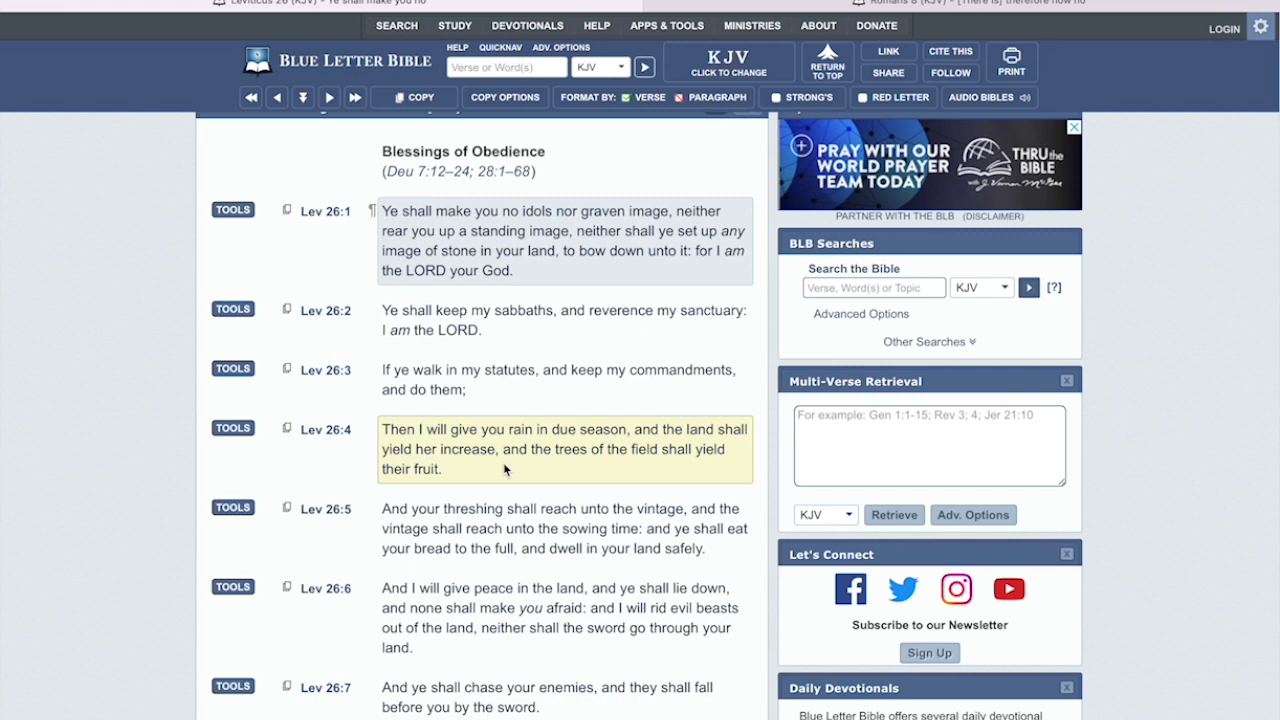 SEARCH STUDY DEVOTIONALS HELP APPS & TOOLS MINISTRIES ABOUT DONATE
LOGIN
BLUE LETTER BIBLE
HELP QUICKNAV ADV. OPTIONS
Verse or Word(s) KJV
KJV
CLICK TO CHANGE
RETURN
TO TOP
LINK CITE THIS
SHARE FOLLOW
PRINT
COPY COPY OPTIONS FORMAT BY: VERSE PARAGRAPH STRONG'S RED LETTER AUDIO BIBLES
Blessings of Obedience
(Deu 7:12–24; 28:1–68)
TOOLS Lev 26:1 ¶ Ye shall make you no idols nor graven image, neither
rear you up a standing image, neither shall ye set up any
image of stone in your land, to bow down unto it: for I am
the LORD your God.
TOOLS Lev 26:2 Ye shall keep my sabbaths, and reverence my sanctuary:
I am the LORD.
TOOLS Lev 26:3 If ye walk in my statutes, and keep my commandments,
and do them;
TOOLS Lev 26:4 Then I will give you rain in due season, and the land shall
yield her increase, and the trees of the field shall yield
their fruit.
TOOLS Lev 26:5 And your threshing shall reach unto the vintage, and the
vintage shall reach unto the sowing time: and ye shall eat
your bread to the full, and dwell in your land safely.
TOOLS Lev 26:6 And I will give peace in the land, and ye shall lie down,
and none shall make you afraid: and I will rid evil beasts
out of the land, neither shall the sword go through your
land.
TOOLS Lev 26:7 And ye shall chase your enemies, and they shall fall
before you by the sword.
PRAY WITH OUR
WORLD PRAYER
TEAM TODAY
THRU the
BIBLE
with J. Vernon McGee
PARTNER WITH THE BLB (DISCLAIMER)
BLB Searches
Search the Bible
Verse, Word(s) or Topic KJV [?]
Advanced Options
Other Searches
Multi-Verse Retrieval
For example: Gen 1:1-15; Rev 3; 4; Jer 21:10
KJV Retrieve Adv. Options
Let's Connect
Subscribe to our Newsletter
Sign Up
Daily Devotionals
Blue Letter Bible offers several daily devotional